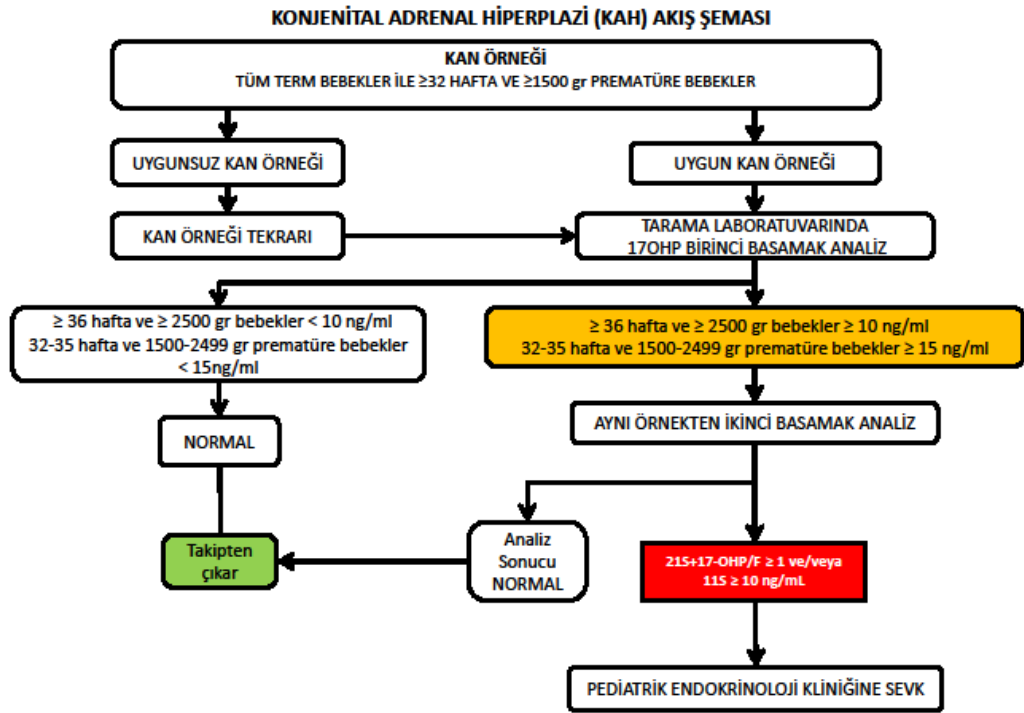 KONJENİTAL ADRENAL HİPERPLAZİ (KAH) AKIŞ ŞEMASI
KAN ÖRNEĞİ
TÜM TERM BEBEKLER İLE ≥32 HAFTA VE ≥1500 gr PREMATÜRE BEBEKLER
UYGUNSUZ KAN ÖRNEĞİ
UYGUN KAN ÖRNEĞİ
KAN ÖRNEĞİ TEKRARI
TARAMA LABORATUVARINDA
17OHP BİRİNCİ BASAMAK ANALİZ
≥ 36 hafta ve ≥ 2500 gr bebekler < 10 ng/ml
32-35 hafta ve 1500-2499 gr prematüre bebekler
< 15ng/ml
≥ 36 hafta ve ≥ 2500 gr bebekler ≥ 10 ng/ml
32-35 hafta ve 1500-2499 gr prematüre bebekler ≥ 15 ng/ml
NORMAL
AYNI ÖRNEKTEN İKİNCİ BASAMAK ANALİZ
Takipten
çıkar
Analiz
Sonucu
NORMAL
21S+17-OHP/F ≥ 1 ve/veya
11S ≥ 10 ng/mL
PEDİATRİK ENDOKRİNOLOJİ KLİNİĞİNE SEVK